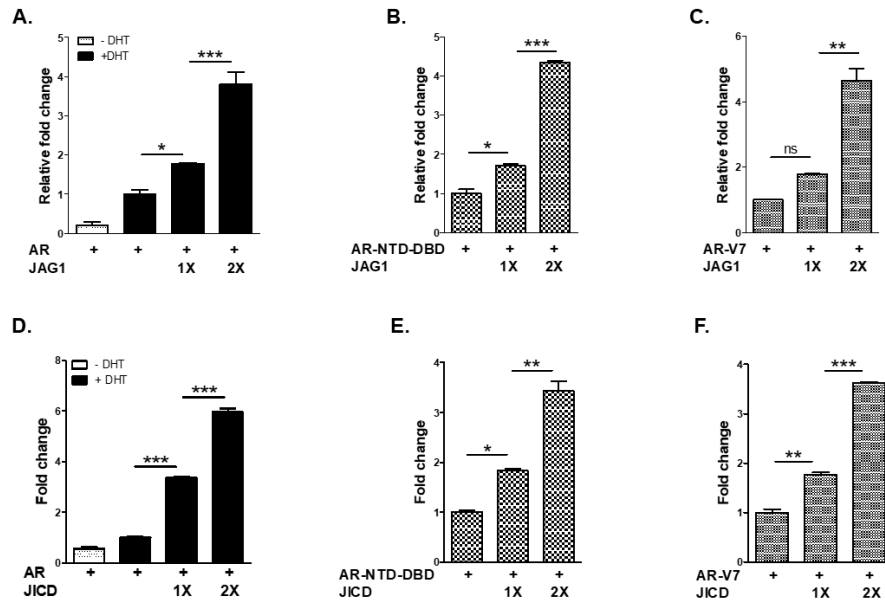 A.
- DHT
+DHT
Relative fold change
5
4
3
2
1
0
*
***
AR + + + +
JAG1 1X 2X
B.
Relative fold change
5
4
3
2
1
0
*
***
AR-NTD-DBD + + +
JAG1 1X 2X
C.
Relative fold change
6
4
2
0
ns
**
AR-V7 + + +
JAG1 1X 2X
D.
- DHT
+ DHT
Fold change
8
6
4
2
0
***
***
AR + + + +
JICD 1X 2X
E.
Fold change
4
3
2
1
0
*
**
AR-NTD-DBD + + +
JICD 1X 2X
F.
Fold change
4
3
2
1
0
**
***
AR-V7 + + +
JICD 1X 2X